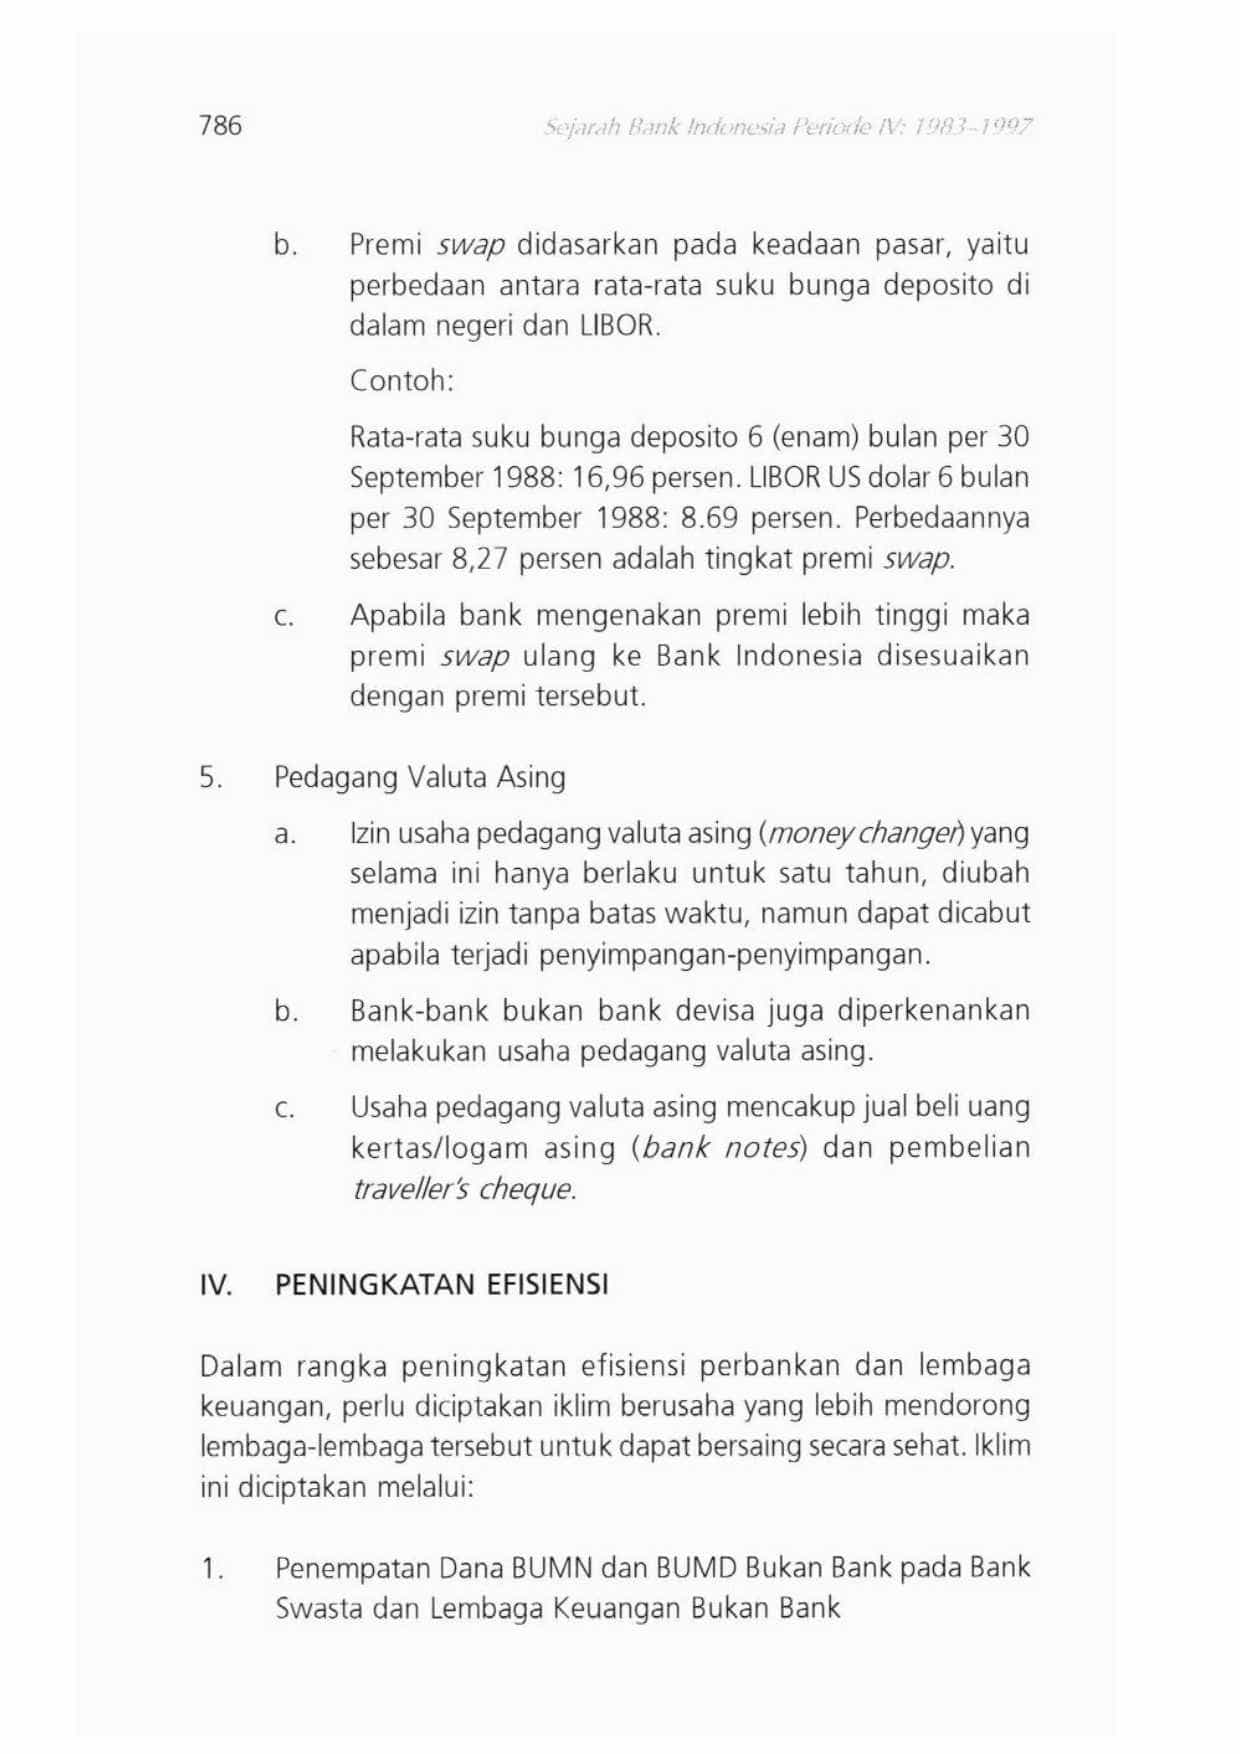 786 Sejarah Bank Indonesia Periode IV: 1983–1997
b. Premi swap didasarkan pada keadaan pasar, yaitu
perbedaan antara rata-rata suku bunga deposito di
dalam negeri dan LIBOR.
Contoh:
Rata-rata suku bunga deposito 6 (enam) bulan per 30
September 1988: 16,96 persen. LIBOR US dolar 6 bulan
per 30 September 1988: 8.69 persen. Perbedaannya
sebesar 8,27 persen adalah tingkat premi swap.
c. Apabila bank mengenakan premi lebih tinggi maka
premi swap ulang ke Bank Indonesia disesuaikan
dengan premi tersebut.
5. Pedagang Valuta Asing
a. Izin usaha pedagang valuta asing (money changer) yang
selama ini hanya berlaku untuk satu tahun, diubah
menjadi izin tanpa batas waktu, namun dapat dicabut
apabila terjadi penyimpangan-penyimpangan.
b. Bank-bank bukan bank devisa juga diperkenankan
melakukan usaha pedagang valuta asing.
c. Usaha pedagang valuta asing mencakup jual beli uang
kertas/logam asing (bank notes) dan pembelian
traveller's cheque.
IV. PENINGKATAN EFISIENSI
Dalam rangka peningkatan efisiensi perbankan dan lembaga
keuangan, perlu diciptakan iklim berusaha yang lebih mendorong
lembaga-lembaga tersebut untuk dapat bersaing secara sehat. Iklim
ini diciptakan melalui:
1. Penempatan Dana BUMN dan BUMD Bukan Bank pada Bank
Swasta dan Lembaga Keuangan Bukan Bank